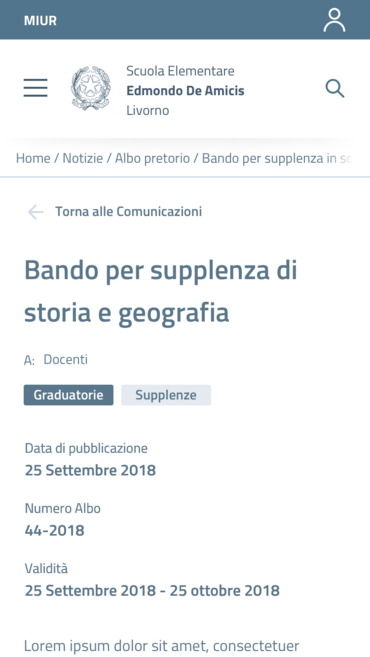 MIUR
Scuola Elementare
Edmondo De Amicis
Livorno
Home / Notizie / Albo pretorio / Bando per supplenza in
Torna alle Comunicazioni
Bando per supplenza di
storia e geografia
A: Docenti
Graduatorie Supplenze
Data di pubblicazione
25 Settembre 2018
Numero Albo
44-2018
Validità
25 Settembre 2018 - 25 ottobre 2018
Lorem ipsum dolor sit amet, consectetuer